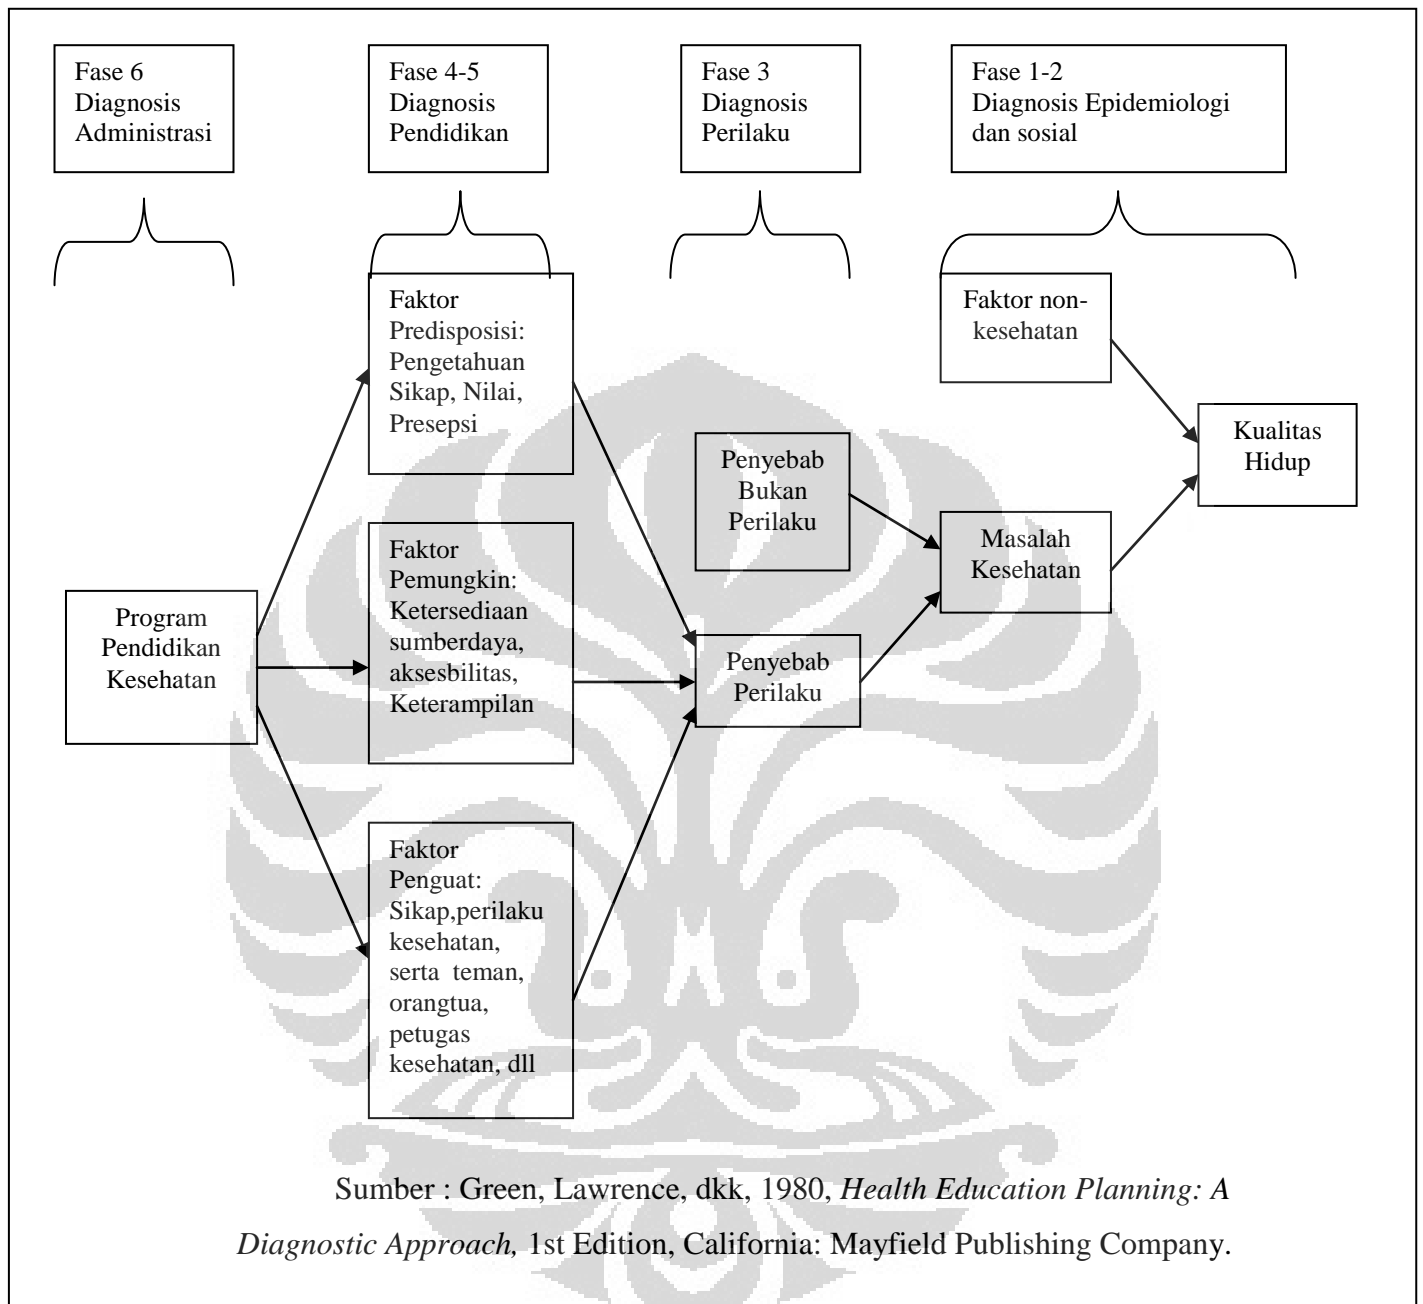 Fase 6
Diagnosis
Administrasi
Fase 4-5
Diagnosis
Pendidikan
Fase 3
Diagnosis
Perilaku
Fase 1-2
Diagnosis Epidemiologi
dan sosial
Faktor
Predisposisi:
Pengetahuan
Sikap, Nilai,
Presepsi
Faktor non-
kesehatan
Kualitas
Hidup
Penyebab
Bukan
Perilaku
Masalah
Kesehatan
Faktor
Pemungkin:
Ketersediaan
sumberdaya,
aksesbilitas,
Keterampilan
Program
Pendidikan
Kesehatan
Penyebab
Perilaku
Faktor
Penguat:
Sikap,perilaku
kesehatan,
serta  teman,
orangtua,
petugas
kesehatan, dll
Sumber : Green, Lawrence, dkk, 1980, Health Education Planning: A
Diagnostic Approach, 1st Edition, California: Mayfield Publishing Company.